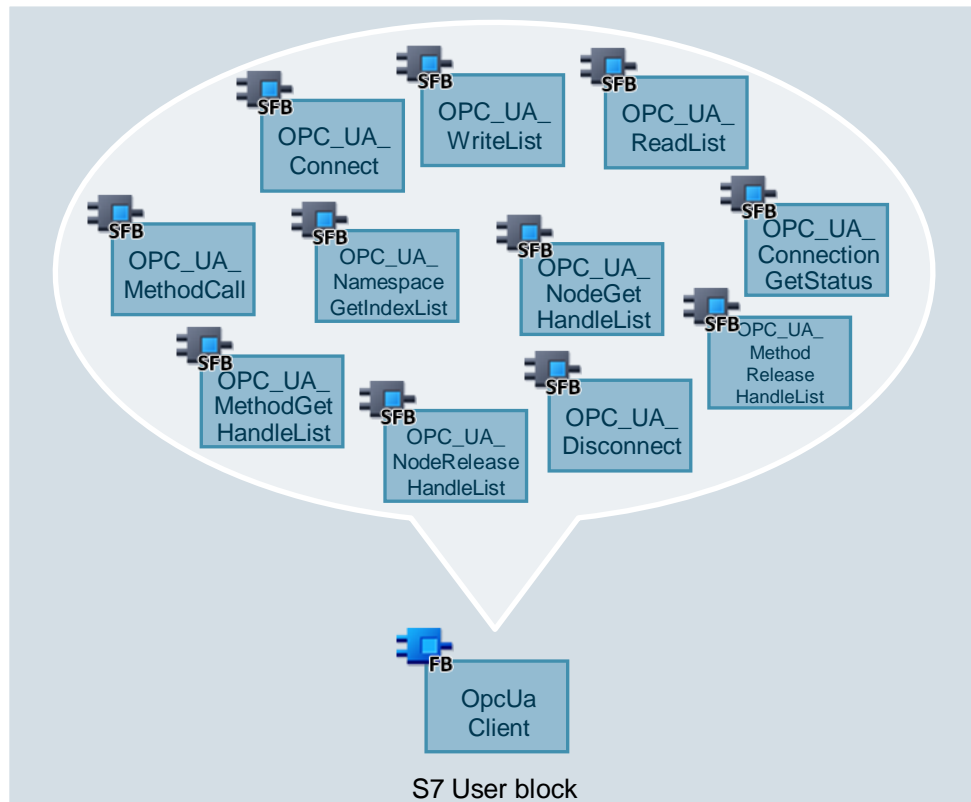 SFB
OPC_UA_
Connect
SFB
OPC_UA_
WriteList
SFB
OPC_UA_
ReadList
SFB
OPC_UA_
MethodCall
SFB
OPC_UA_
Namespace
GetIndexList
SFB
OPC_UA_
NodeGet
HandleList
SFB
OPC_UA_
Connection
GetStatus
SFB
OPC_UA_
MethodGet
HandleList
SFB
OPC_UA_
NodeRelease
HandleList
SFB
OPC_UA_
Disconnect
SFB
OPC_UA_
Method
Release
HandleList
FB
OpcUa
Client
S7 User block